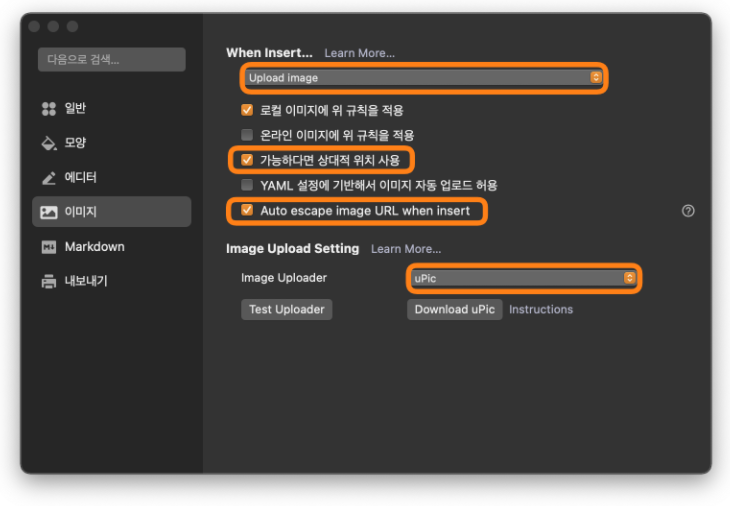 다음으로 검색...
일반
모양
에디터
이미지
Markdown
내보내기
When Insert... Learn More...
Upload image
로컬 이미지에 위 규칙을 적용
온라인 이미지에 위 규칙을 적용
가능하다면 상대적 위치 사용
YAML 설정에 기반해서 이미지 자동 업로드 허용
Auto escape image URL when insert
Image Upload Setting Learn More...
Image Uploader uPic
Test Uploader Download uPic Instructions